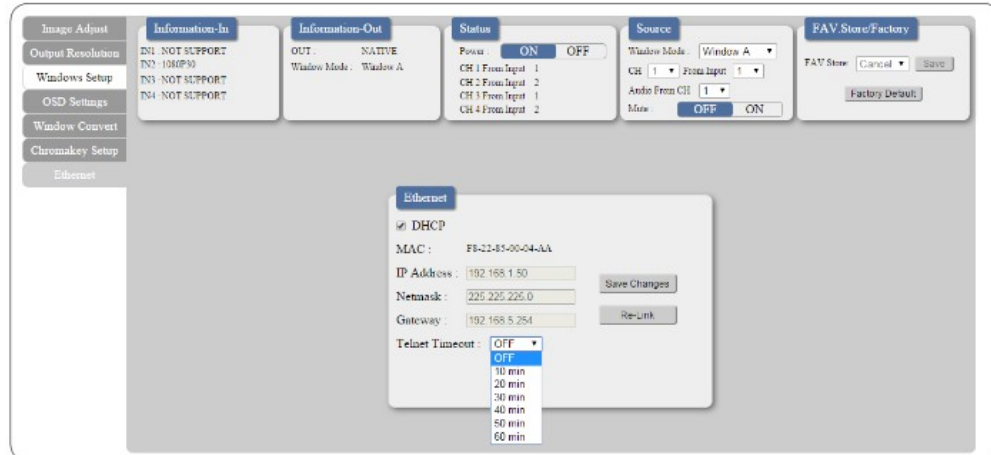 Image Adjust
Output Resolution
Windows Setup
OSD Settings
Window Convert
Chromakey Setup
Ethernet
Information-In
IN1 : NOT SUPPORT
IN2 : 1080P30
IN3 : NOT SUPPORT
IN4 : NOT SUPPORT
Information-Out
OUT : NATIVE
Window Mode : Window A
Status
Power : ON OFF
CH 1 From Input 1
CH 2 From Input 2
CH 3 From Input 1
CH 4 From Input 2
Source
Window Mode : Window A
CH 1 From Input 1
Audio From CH 1
Mute : OFF ON
FAV.Store/Factory
FAV Store Cancel Save
Factory Default
Ethernet
DHCP
MAC : F8-22-85-00-04-AA
IP Address : 192.168.1.50
Netmask : 225.225.225.0
Gateway : 192.168.5.254
Save Changes
Re-Link
Telnet Timeout : OFF
OFF
10 min
20 min
30 min
40 min
50 min
60 min